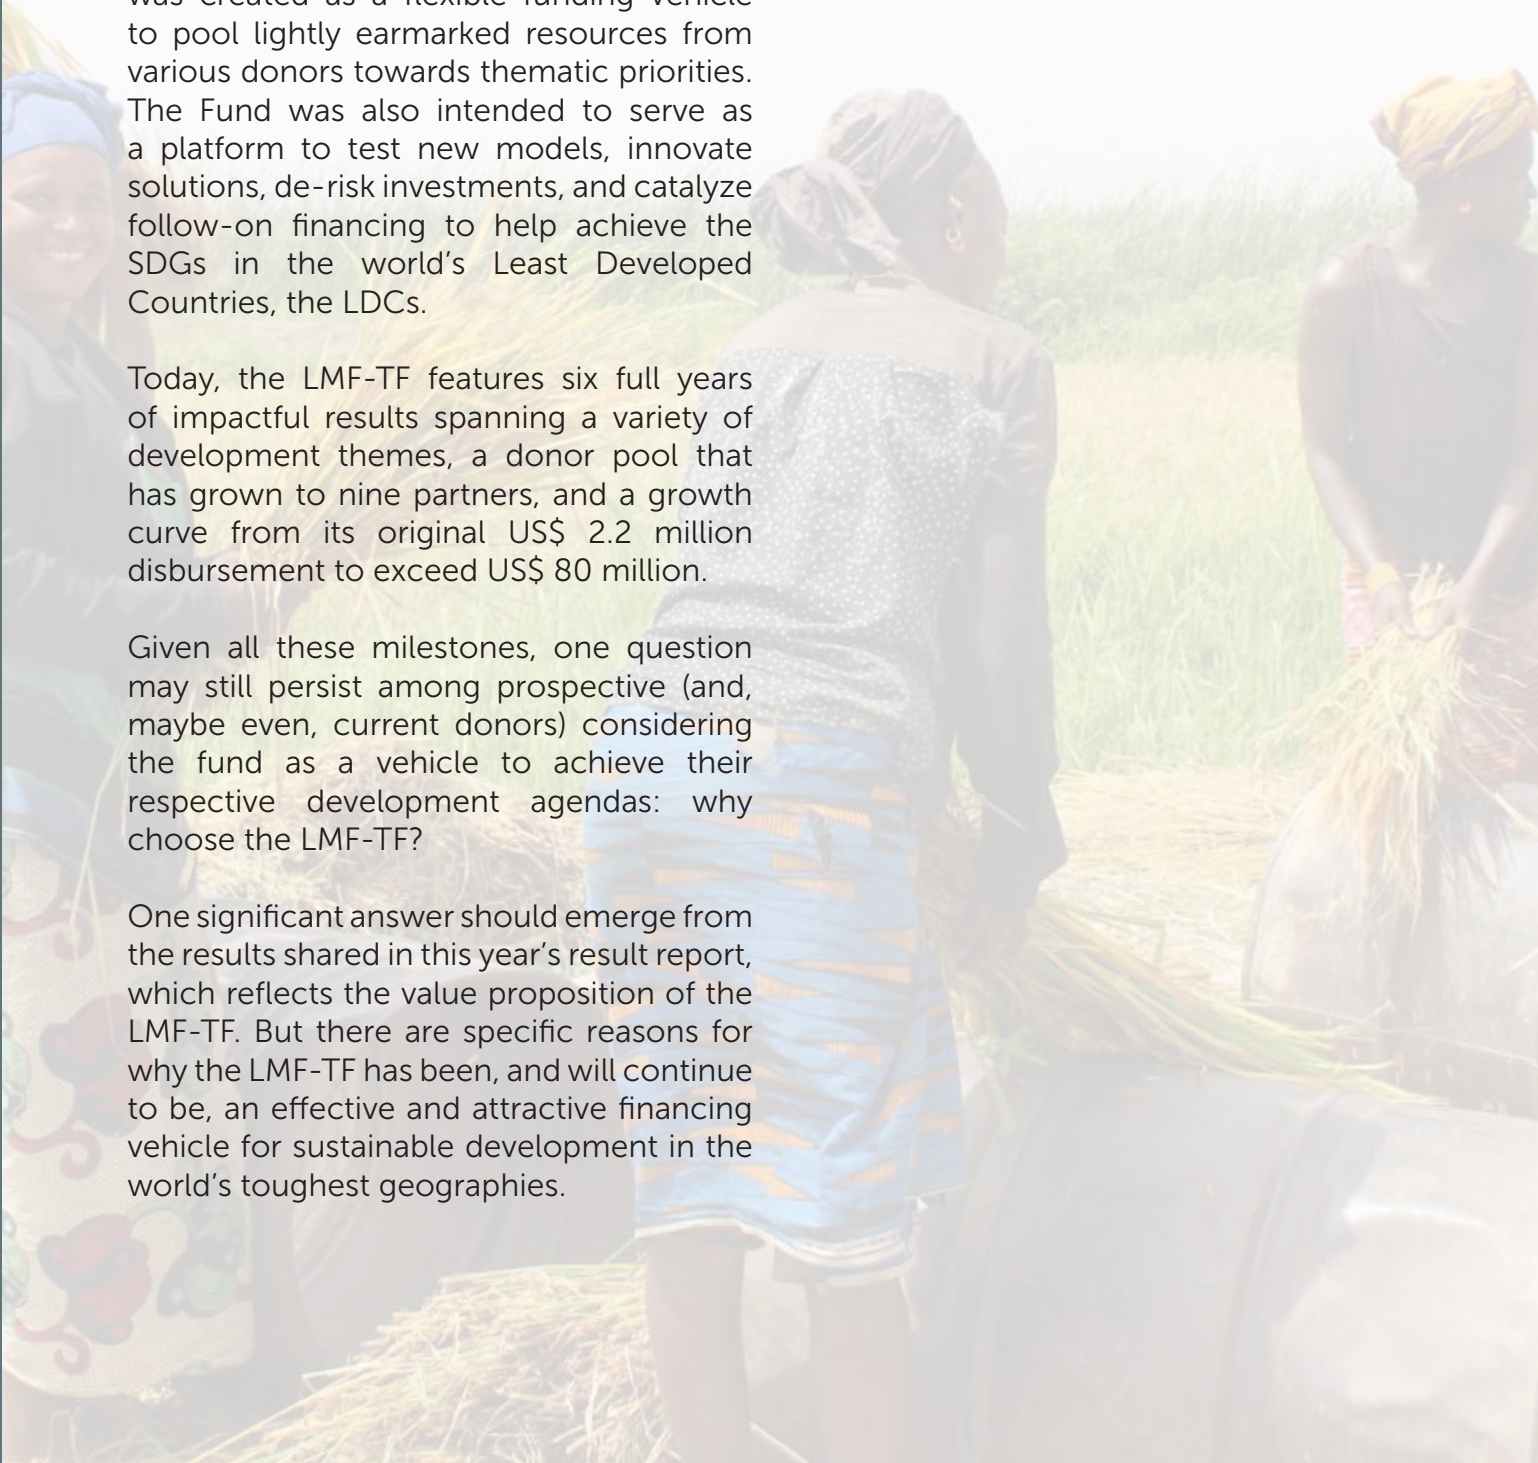 was created as a flexible funding vehicle
to pool lightly earmarked resources from
various donors towards thematic priorities.
The Fund was also intended to serve as
a platform to test new models, innovate
solutions, de-risk investments, and catalyze
follow-on financing to help achieve the
SDGs in the world's Least Developed
Countries, the LDCs.
Today, the LMF-TF features six full years
of impactful results spanning a variety of
development themes, a donor pool that
has grown to nine partners, and a growth
curve from its original US$ 2.2 million
disbursement to exceed US$ 80 million.
Given all these milestones, one question
may still persist among prospective (and,
maybe even, current donors) considering
the fund as a vehicle to achieve their
respective development agendas: why
choose the LMF-TF?
One significant answer should emerge from
the results shared in this year's result report,
which reflects the value proposition of the
LMF-TF. But there are specific reasons for
why the LMF-TF has been, and will continue
to be, an effective and attractive financing
vehicle for sustainable development in the
world's toughest geographies.